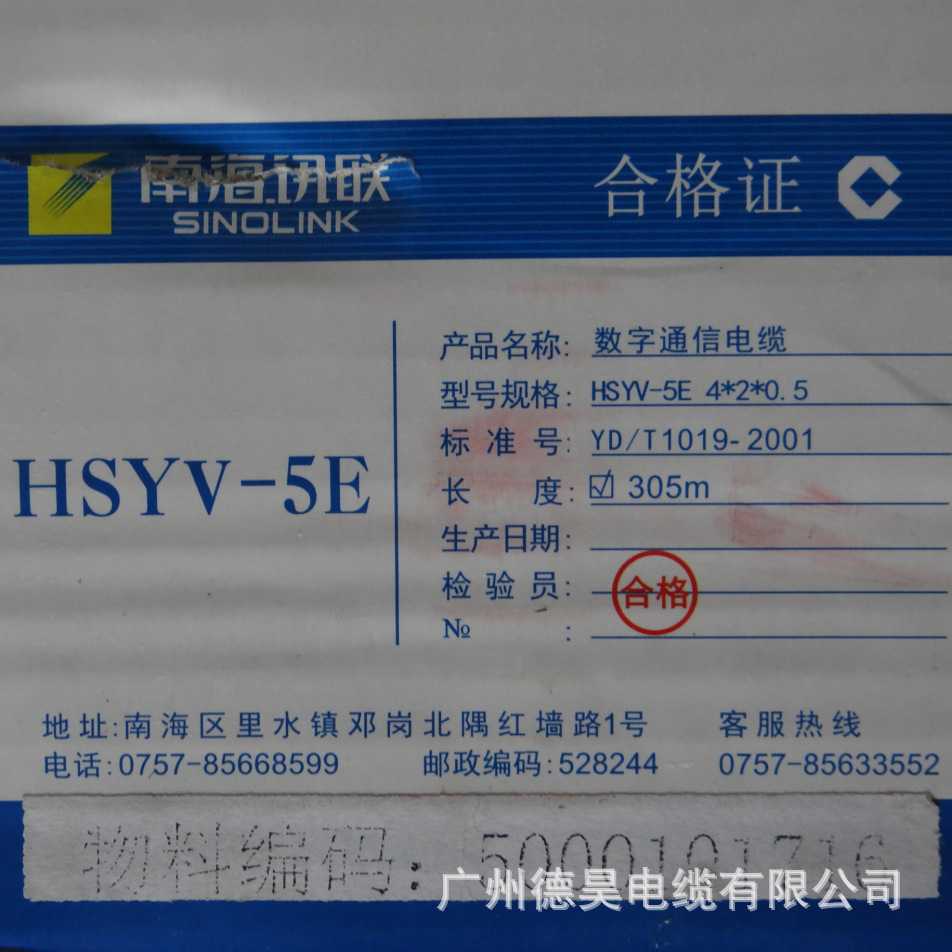 南海讯联
SINOLINK
合格证
HSYV-5E
产品名称: 数字通信电缆
型号规格: HSYV-5E 4*2*0.5
标准号: YD/T1019-2001
长度: ☑ 305m
生产日期:
检验员: 合格
№ :
地址:南海区里水镇邓岗北隅红墙路1号
客服热线
电话:0757-85668599 邮政编码:528244 0757-85633552
物料编码: 5000191716
广州德昊电缆有限公司